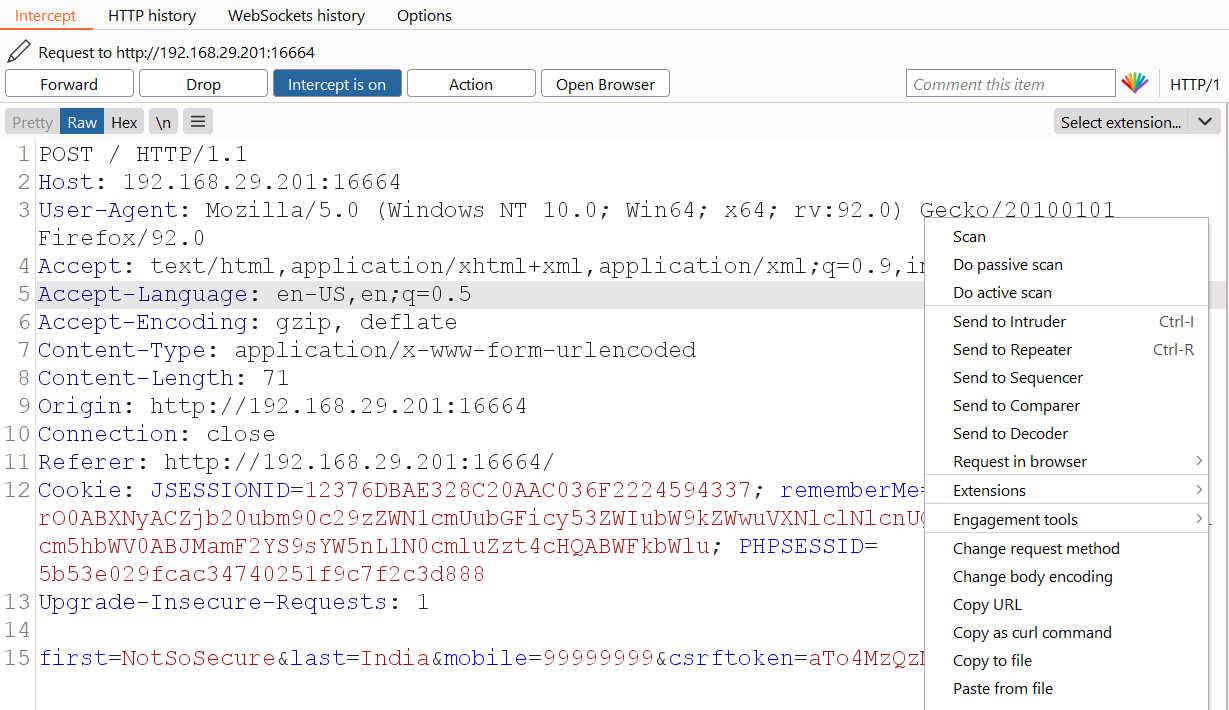 Intercept HTTP history WebSockets history Options
Request to http://192.168.29.201:16664
Forward Drop Intercept is on Action Open Browser Comment this item HTTP/1
Pretty Raw Hex \n Select extension...
1 POST / HTTP/1.1
2 Host: 192.168.29.201:16664
3 User-Agent: Mozilla/5.0 (Windows NT 10.0; Win64; x64; rv:92.0) Gecko/20100101
Firefox/92.0
4 Accept: text/html,application/xhtml+xml,application/xml;q=0.9,i
5 Accept-Language: en-US,en;q=0.5
6 Accept-Encoding: gzip, deflate
7 Content-Type: application/x-www-form-urlencoded
8 Content-Length: 71
9 Origin: http://192.168.29.201:16664
10 Connection: close
11 Referer: http://192.168.29.201:16664/
12 Cookie: JSESSIONID=12376DBAE328C20AAC036F2224594337; rememberMe=
rO0ABXNyACZjb20ubm90c29zZWN1cmUubGFicy53ZWIubW9kZWwuVXNlclNlcnU
cm5hbWV0ABJMamF2YS9sYW5nL1N0cmluZzt4cHQABWFkbWlu; PHPSESSID=
5b53e029fcac34740251f9c7f2c3d888
13 Upgrade-Insecure-Requests: 1
14
15 first=NotSoSecure&last=India&mobile=99999999&csrftoken=aTo4MzQz
Scan
Do passive scan
Do active scan
Send to Intruder Ctrl-I
Send to Repeater Ctrl-R
Send to Sequencer
Send to Comparer
Send to Decoder
Request in browser
Extensions
Engagement tools
Change request method
Change body encoding
Copy URL
Copy as curl command
Copy to file
Paste from file